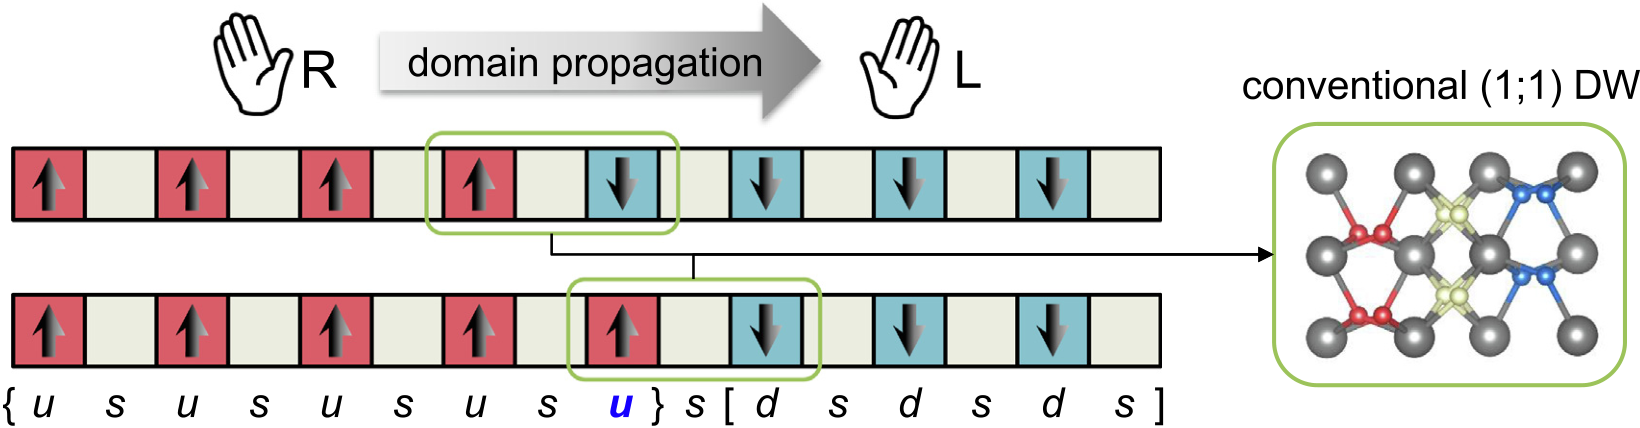 R domain propagation L
conventional (1;1) DW
{ u s u s u s u s u } s [ d s d s d s ]